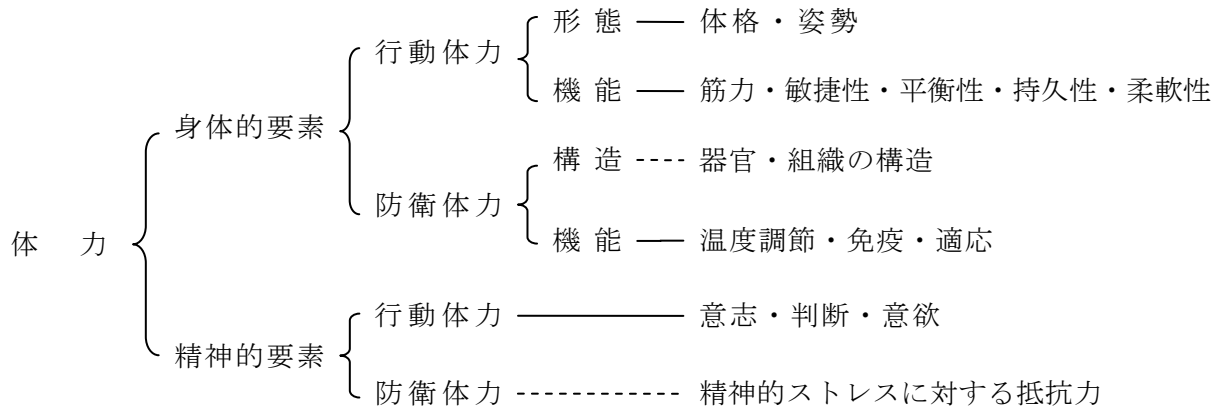 形態 体格・姿勢
行動体力
機能 筋力・敏捷性・平衡性・持久性・柔軟性
身体的要素
構造 器官・組織の構造
防衛体力
機能 温度調節・免疫・適応
体力
行動体力 意志・判断・意欲
精神的要素
防衛体力 精神的ストレスに対する抵抗力